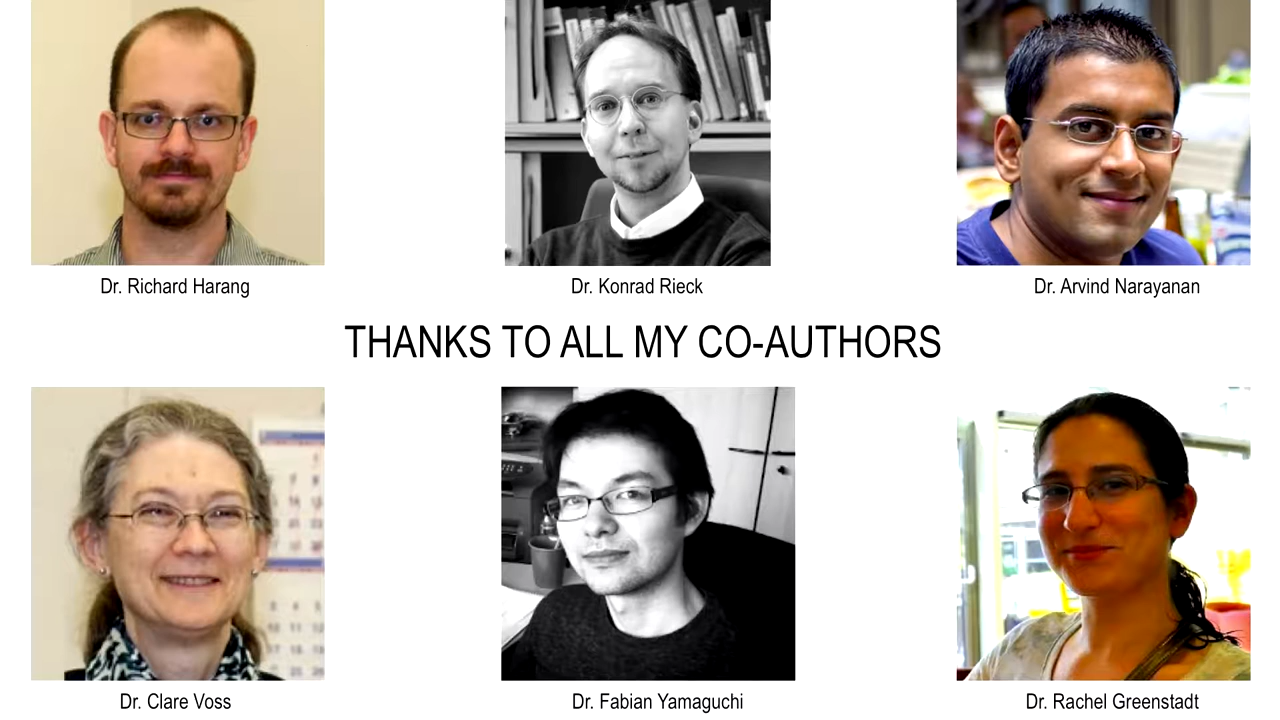 Dr. Richard Harang
Dr. Konrad Rieck
Dr. Arvind Narayanan
THANKS TO ALL MY CO-AUTHORS
Dr. Clare Voss
Dr. Fabian Yamaguchi
Dr. Rachel Greenstadt